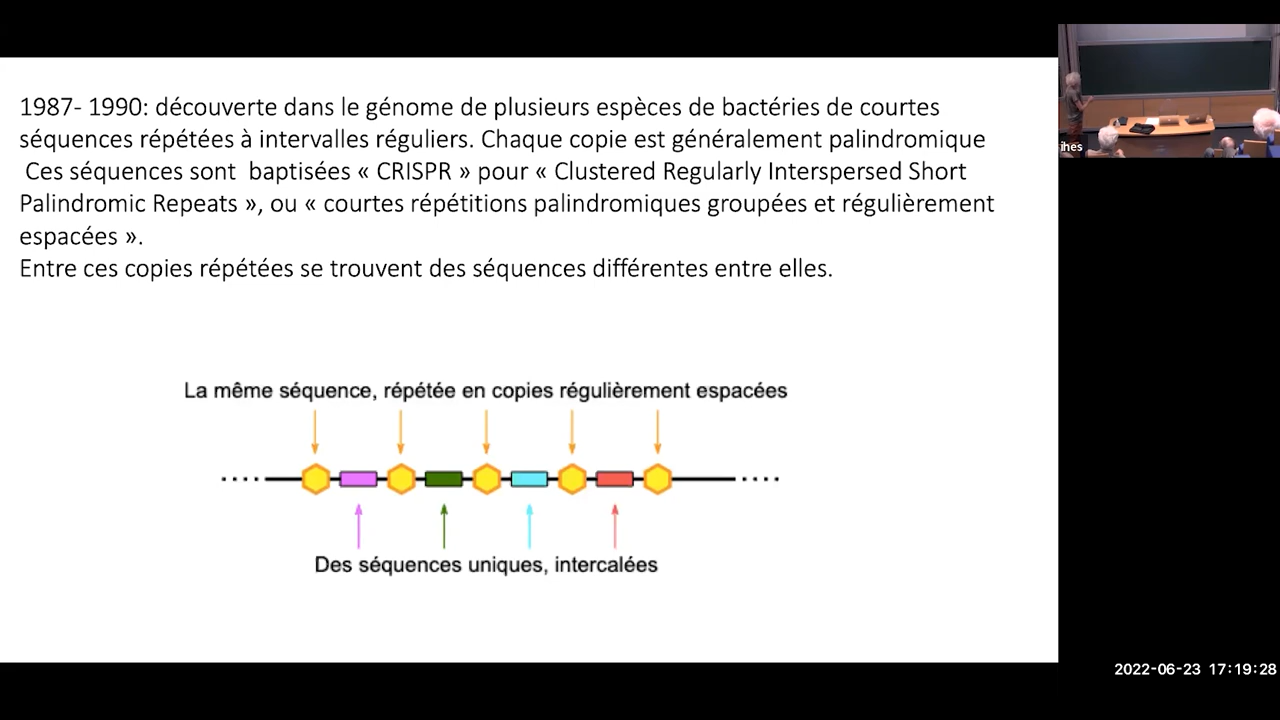 1987- 1990: découverte dans le génome de plusieurs espèces de bactéries de courtes
séquences répétées à intervalles réguliers. Chaque copie est généralement palindromique
Ces séquences sont  baptisées « CRISPR » pour « Clustered Regularly Interspersed Short
Palindromic Repeats », ou « courtes répétitions palindromiques groupées et régulièrement
espacées ».
Entre ces copies répétées se trouvent des séquences différentes entre elles.
La même séquence, répétée en copies régulièrement espacées
Des séquences uniques, intercalées
ihes
2022-06-23 17:19:28